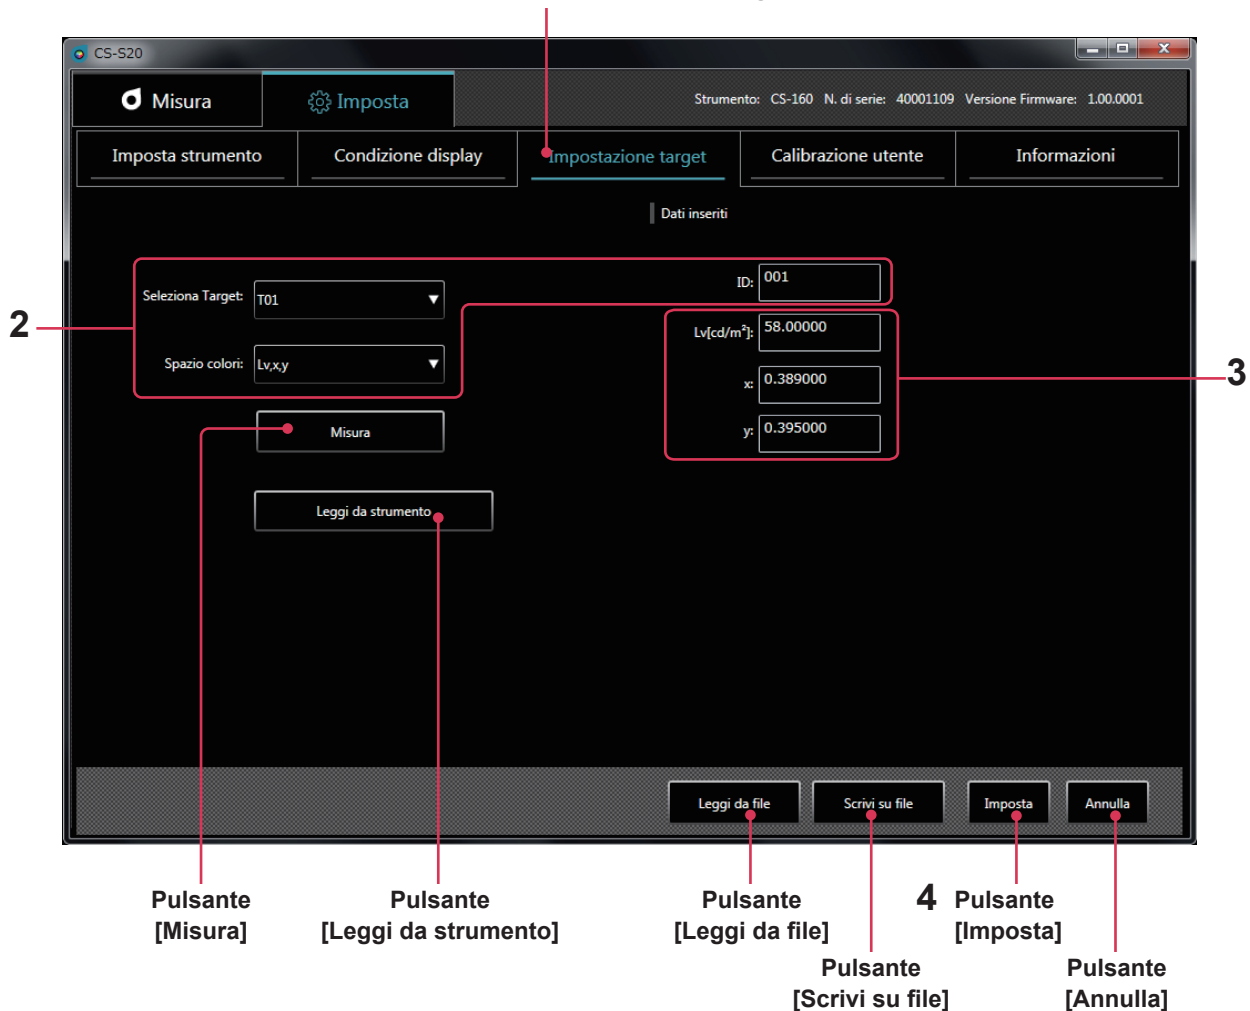 CS-S20
Misura
Imposta
Strumento: CS-160 N. di serie: 40001109 Versione Firmware: 1.00.0001
Imposta strumento
Condizione display
Impostazione target
Calibrazione utente
Informazioni
Dati inseriti
2
Seleziona Target: T01
ID: 001
Spazio colori: Lv,x,y
Lv[cd/m²]: 58.00000
x: 0.389000
y: 0.395000
3
Misura
Leggi da strumento
Leggi da file
Scrivi su file
Imposta
Annulla
Pulsante
[Misura]
Pulsante
[Leggi da strumento]
Pulsante
[Leggi da file]
4 Pulsante
[Imposta]
Pulsante
[Scrivi su file]
Pulsante
[Annulla]